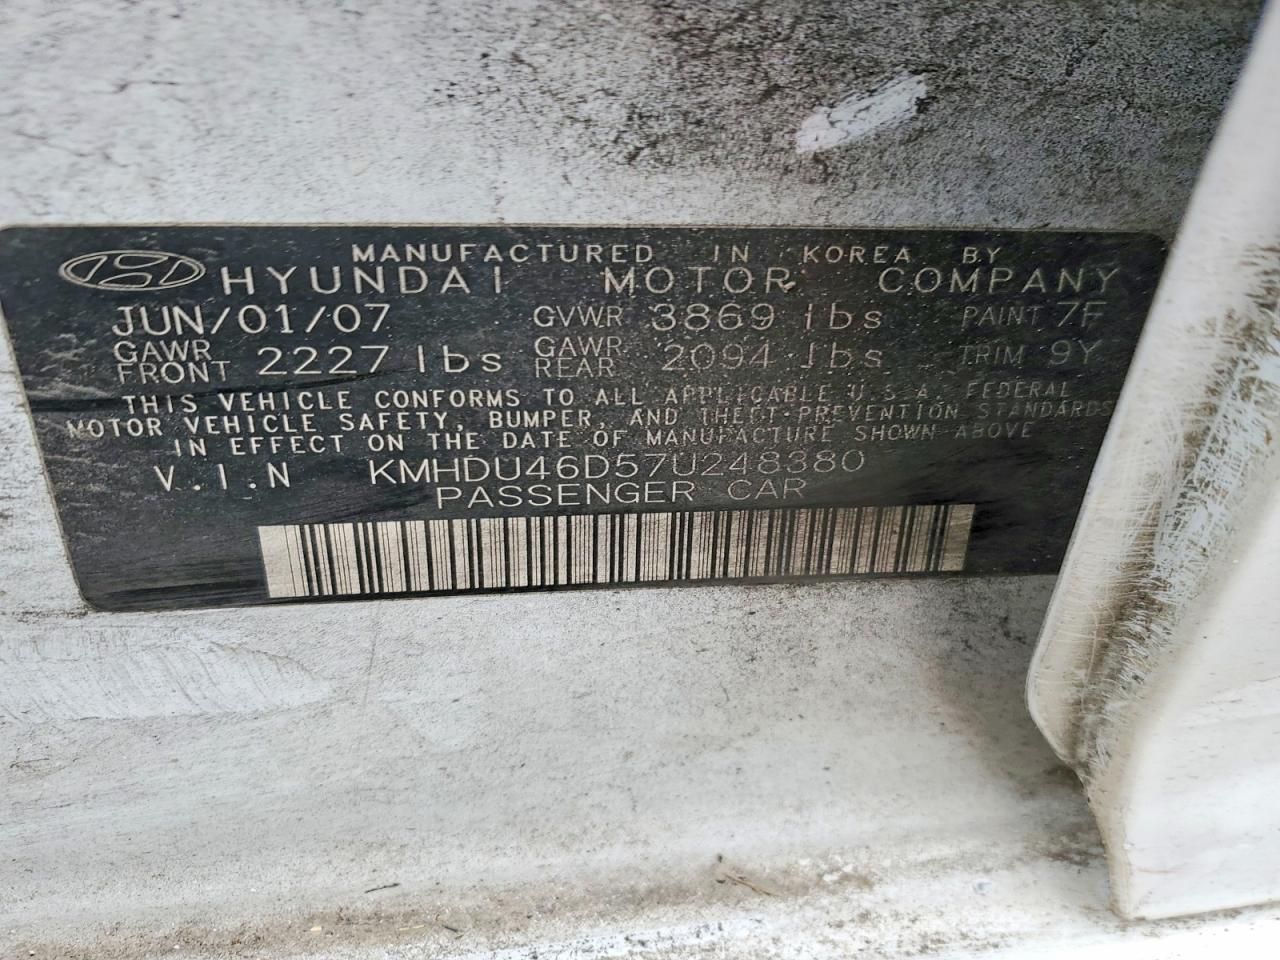 MANUFACTURED IN KOREA BY
HYUNDAI MOTOR COMPANY
JUN/01/07 GVWR 3869 lbs PAINT 7F
GAWR FRONT 2227 lbs GAWR REAR 2094 lbs TRIM 9Y
THIS VEHICLE CONFORMS TO ALL APPLICABLE U.S.A. FEDERAL
MOTOR VEHICLE SAFETY, BUMPER, AND THEFT-PREVENTION STANDARDS
IN EFFECT ON THE DATE OF MANUFACTURE SHOWN ABOVE
V.I.N KMHDU46D57U248380
PASSENGER CAR